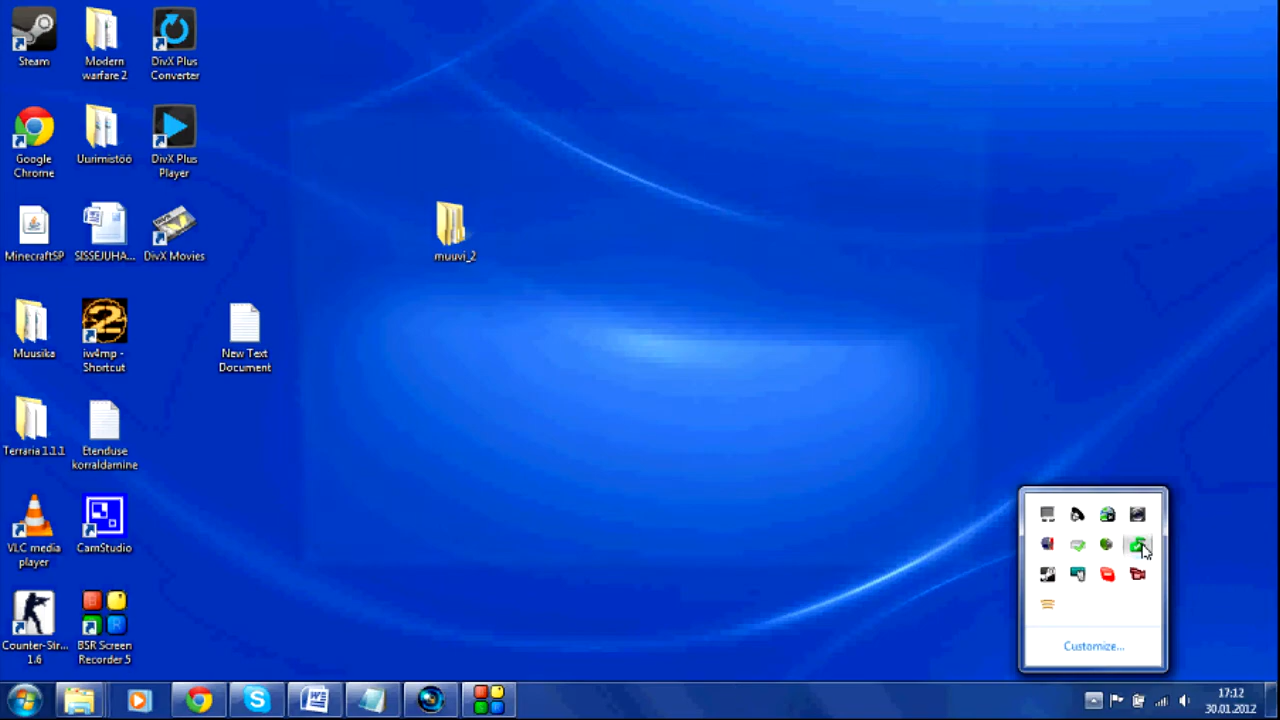 Steam
Modern
warfare 2
DivX Plus
Converter
Google
Chrome
Uurimistöö
DivX Plus
Player
MinecraftSP
SISSEJUHA...
DivX Movies
muuvi_2
Muusika
iw4mp -
Shortcut
New Text
Document
Terraria 1.1.1
Etenduse
korraldamine
VLC media
player
CamStudio
Counter-Str...
1.6
BSR Screen
Recorder 5
Customize...
17:12
30.01.2012